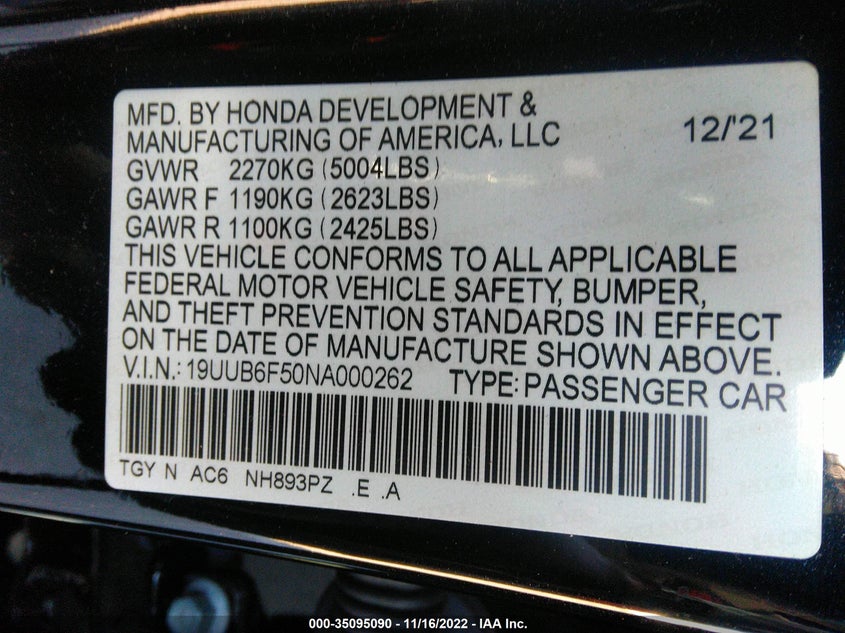 MFD. BY HONDA DEVELOPMENT &
MANUFACTURING OF AMERICA, LLC 12/'21
GVWR 2270KG (5004LBS)
GAWR F 1190KG (2623LBS)
GAWR R 1100KG (2425LBS)
THIS VEHICLE CONFORMS TO ALL APPLICABLE
FEDERAL MOTOR VEHICLE SAFETY, BUMPER,
AND THEFT PREVENTION STANDARDS IN EFFECT
ON THE DATE OF MANUFACTURE SHOWN ABOVE.
V.I.N.: 19UUB6F50NA000262 TYPE: PASSENGER CAR
TGY N AC6 NH893PZ .E .A
000-35095090 - 11/16/2022 - IAA Inc.